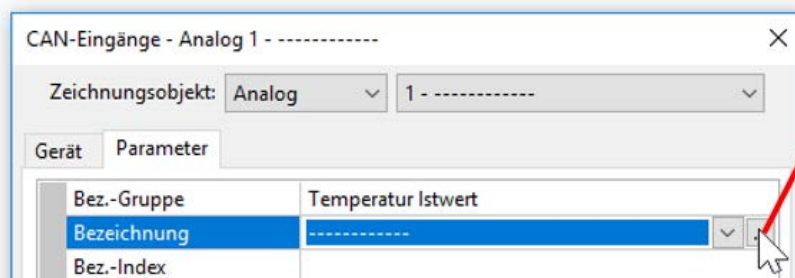 CAN-Eingänge - Analog 1 - ------------
Zeichnungsobjekt: Analog 1 - ------------
Gerät Parameter
Bez.-Gruppe Temperatur Istwert
Bezeichnung ------------
Bez.-Index